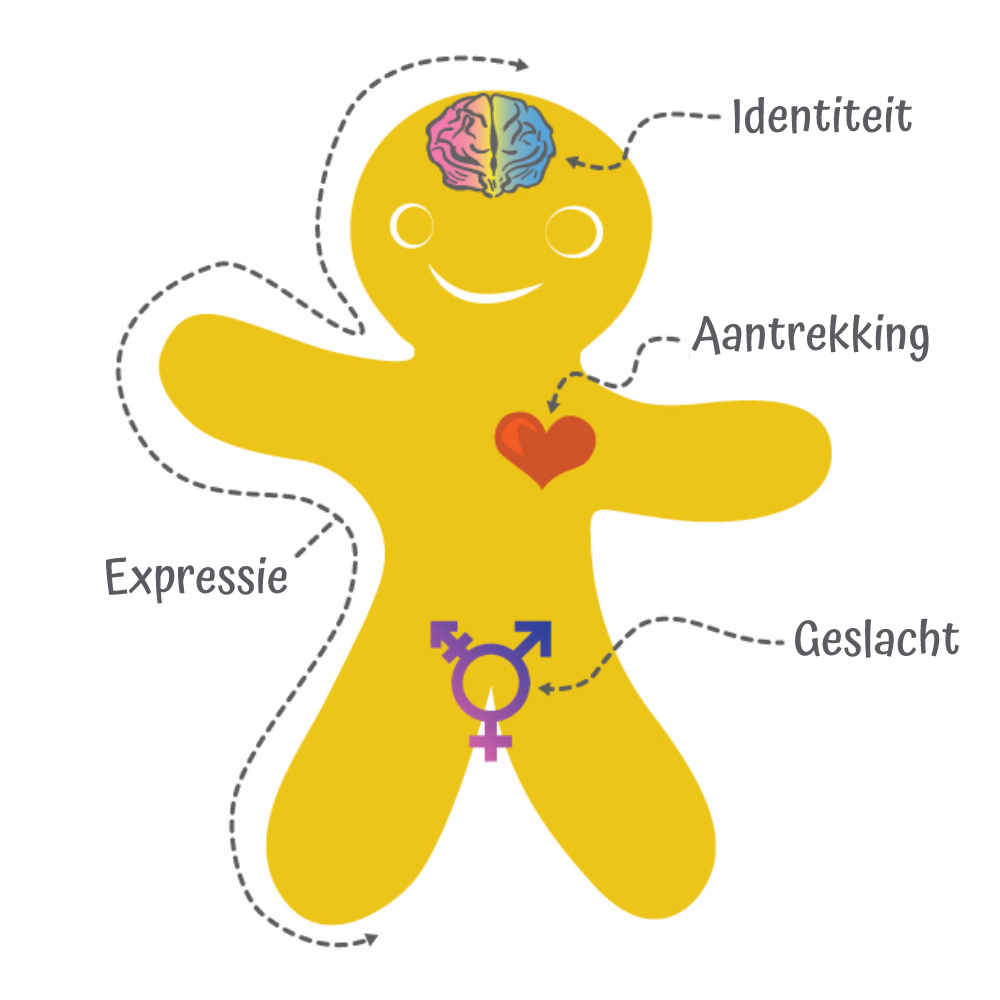 Identiteit
Aantrekking
Expressie
Geslacht